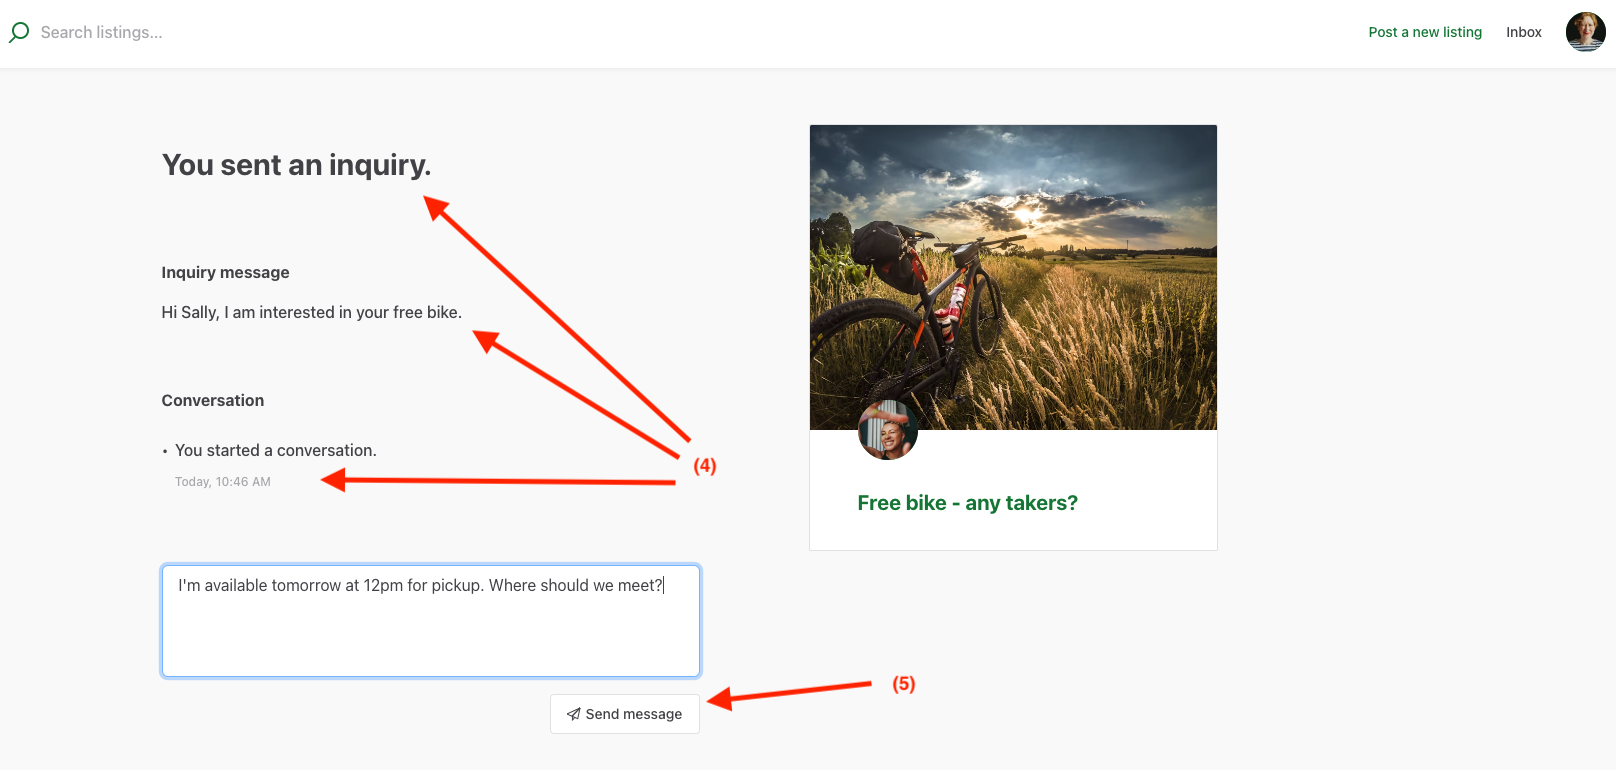 Search listings...
Post a new listing
Inbox
You sent an inquiry.
Inquiry message
Hi Sally, I am interested in your free bike.
Conversation
• You started a conversation.
Today, 10:46 AM
(4)
Free bike - any takers?
I'm available tomorrow at 12pm for pickup. Where should we meet?
(5)
Send message